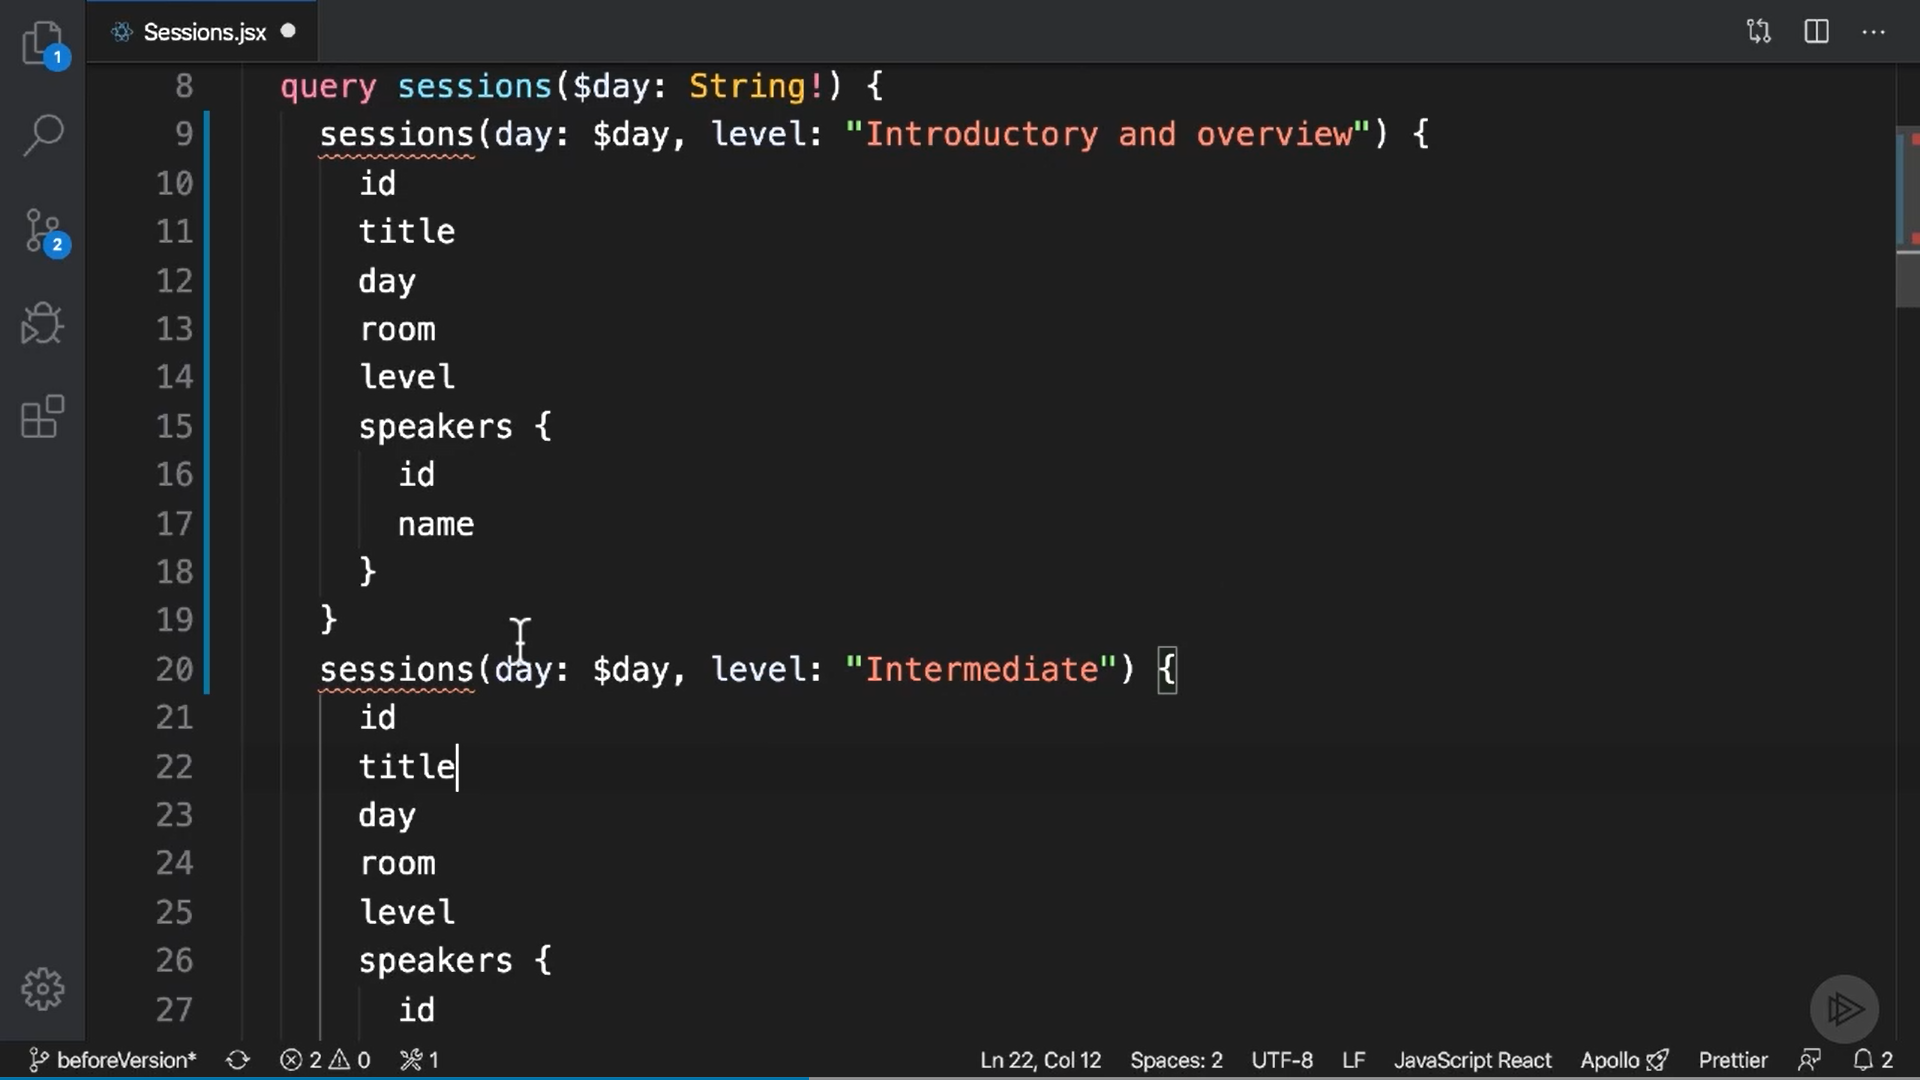 1
Sessions.jsx
8 query sessions($day: String!) {
9 sessions(day: $day, level: "Introductory and overview") {
10 id
11 title
12 day
13 room
14 level
15 speakers {
16 id
17 name
18 }
19 }
20 sessions(day: $day, level: "Intermediate") {
21 id
22 title
23 day
24 room
25 level
26 speakers {
27 id
2
beforeVersion* 2 0 1 Ln 22, Col 12 Spaces: 2 UTF-8 LF JavaScript React Apollo Prettier 2